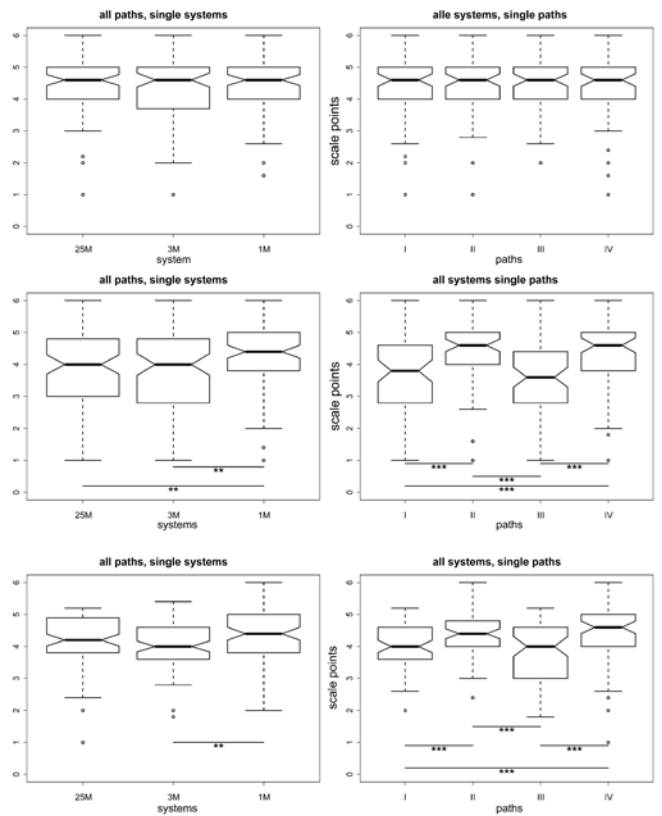 all paths, single systems
6
5
4
3
2
1
0
25M 3M 1M
system
alle systems, single paths
scale points
6
5
4
3
2
1
0
I II III IV
paths
all paths, single systems
6
5
4
3
2
1
0
**
**
25M 3M 1M
systems
all systems single paths
scale points
6
5
4
3
2
1
0
*** ***
***
***
I II III IV
paths
all paths, single systems
6
5
4
3
2
1
0
**
25M 3M 1M
systems
all systems, single paths
scale points
6
5
4
3
2
1
0
***
*** ***
***
I II III IV
paths